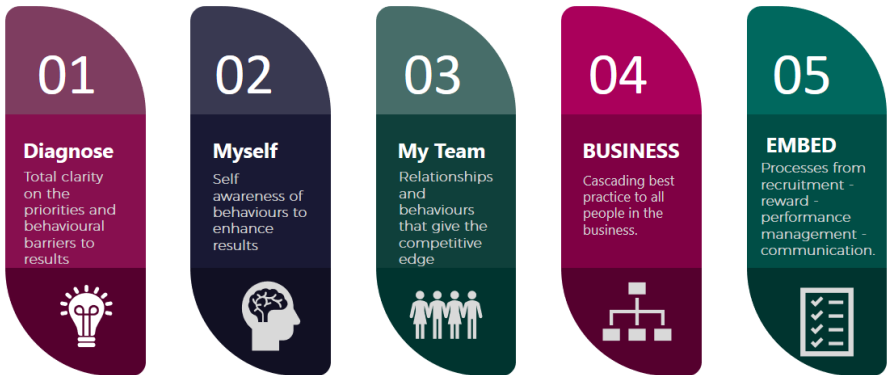 01
Diagnose
Total clarity
on the
priorities and
behavioural
barriers to
results
02
Myself
Self
awareness of
behaviours to
enhance
results
03
My Team
Relationships
and
behaviours
that give the
competitive
edge
04
BUSINESS
Cascading best
practice to all
people in the
business.
05
EMBED
Processes from
recruitment -
reward -
performance
management -
communication.